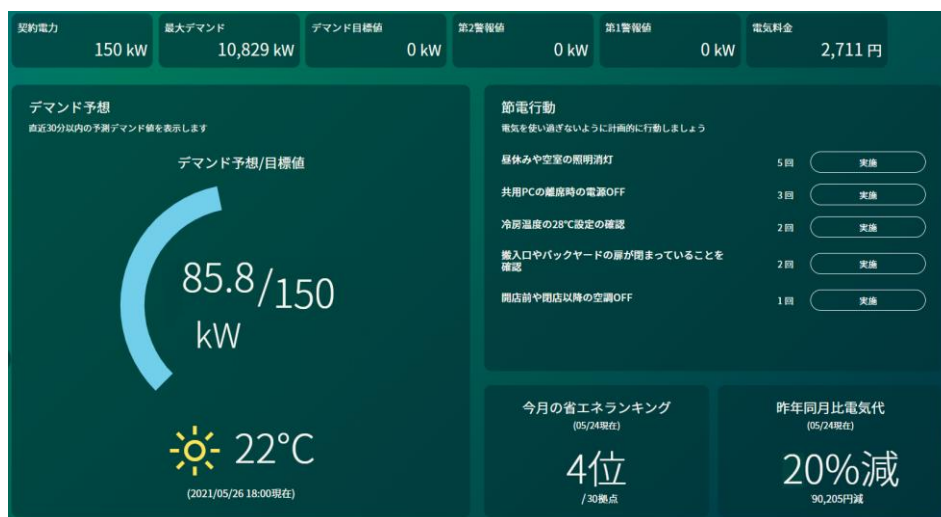 契約電力
150 kW
最大デマンド
10,829 kW
デマンド目標値
0 kW
第2警報値
0 kW
第1警報値
0 kW
電気料金
2,711 円
デマンド予想
直近30分以内の予測デマンド値を表示します
デマンド予想/目標値
85.8/150
kW
22°C
(2021/05/26 18:00現在)
節電行動
電気を使い過ぎないように計画的に行動しましょう
昼休みや空室の照明消灯
5 回
実施
共用PCの離席時の電源OFF
3 回
実施
冷房温度の28℃設定の確認
2 回
実施
搬入口やバックヤードの扉が閉まっていることを
確認
2 回
実施
開店前や閉店以降の空調OFF
1 回
実施
今月の省エネランキング
(05/24現在)
4位
/30拠点
昨年同月比電気代
(05/24現在)
20%減
90,205円減